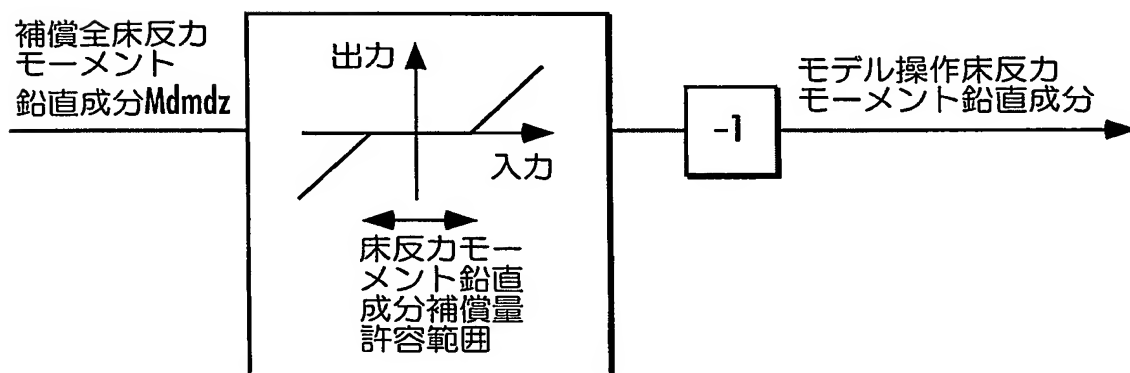 補償全床反力
モーメント
鉛直成分Mdmdz
出力
入力
床反力モー
メント鉛直
成分補償量
許容範囲
-1
モデル操作床反力
モーメント鉛直成分